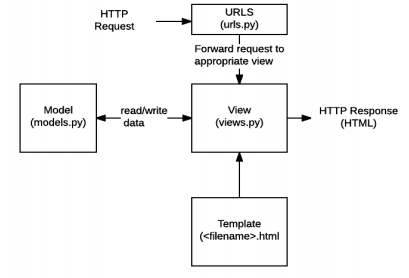 HTTP
Request
URLS
(urls.py)
Forward request to
appropriate view
Model
(models.py)
read/write
data
View
(views.py)
HTTP Response
(HTML)
Template
(<filename>.html